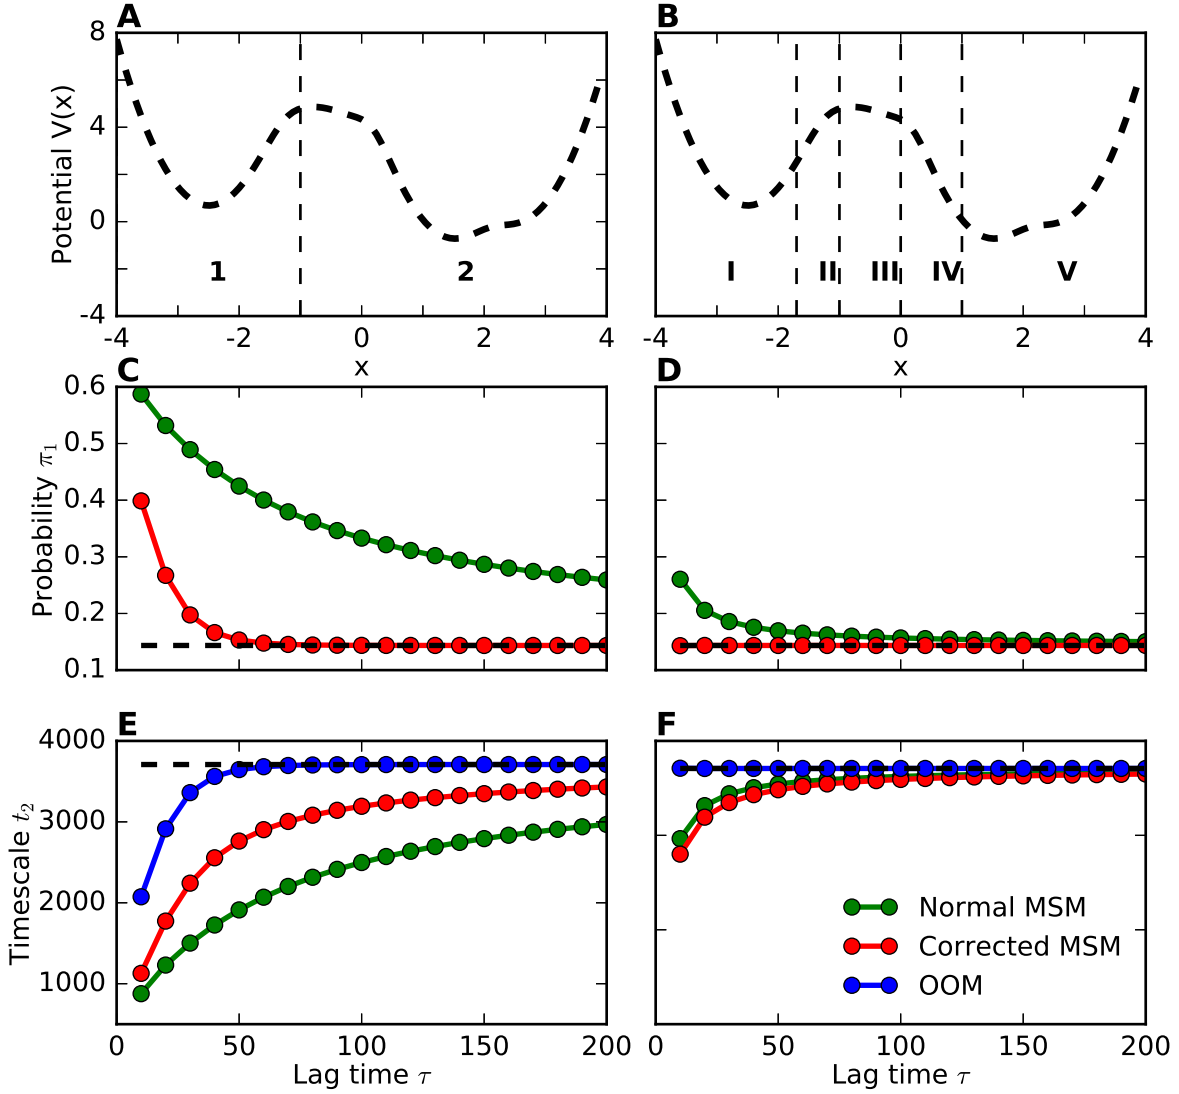 A
B
8
4
0
-4
Potential V(x)
1
2
I
II
III
IV
V
-4
-2
0
2
4
x
-4
-2
0
2
4
x
C
D
0.6
0.5
0.4
0.3
0.2
0.1
Probability π₁
E
F
4000
3000
2000
1000
Timescale t₂
Normal MSM
Corrected MSM
OOM
0
50
100
150
200
Lag time τ
0
50
100
150
200
Lag time τ